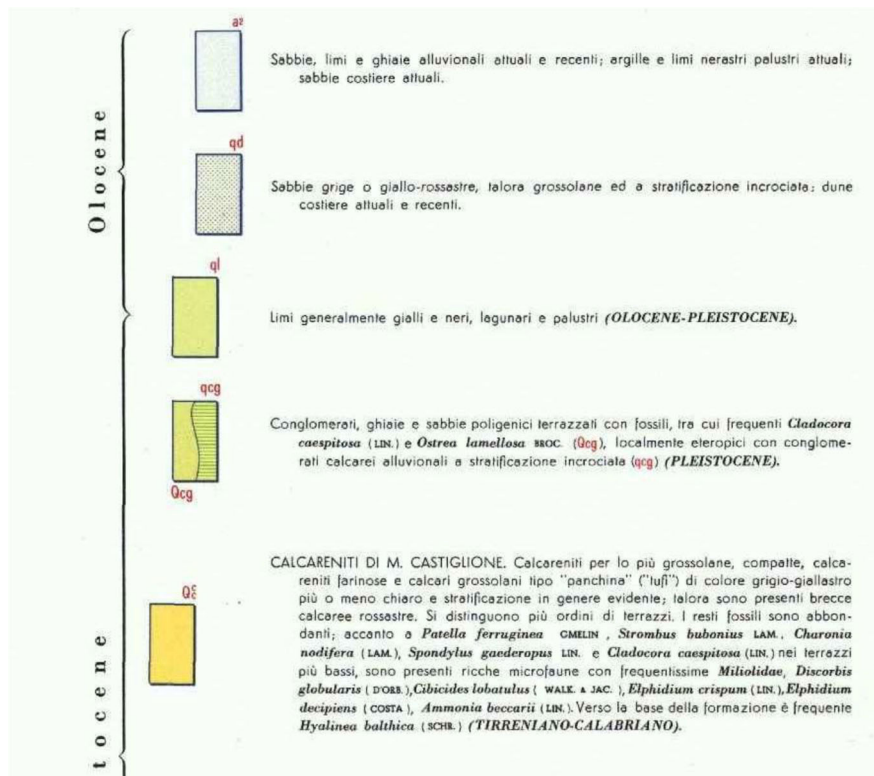 Olocene
a²
Sabbie, limi e ghiaie alluvionali attuali e recenti; argille e limi nerastri palustri attuali;
sabbie costiere attuali.
qd
Sabbie grige o giallo-rossastre, talora grossolane ed a stratificazione incrociata; dune
costiere attuali e recenti.
ql
Limi generalmente gialli e neri, lagunari e palustri (OLOCENE-PLEISTOCENE).
qcg
Qcg
Conglomerati, ghiaie e sabbie poligenici terrazzati con fossili, tra cui frequenti Cladocora
caespitosa (LIN.) e Ostrea lamellosa BROC. (Qcg), localmente eteropici con conglome-
rati calcarei alluvionali a stratificazione incrociata (qcg) (PLEISTOCENE).
tocene
CALCARENITI DI M. CASTIGLIONE. Calcareniti per lo più grossolane, compatte, calca-
reniti farinose e calcari grossolani tipo "panchina" ("tufi") di colore grigio-giallastro
più o meno chiaro e stratificazione in genere evidente; talora sono presenti brecce
calcaree rossastre. Si distinguono più ordini di terrazzi. I resti fossili sono abbon-
danti; accanto a Patella ferruginea GMELIN , Strombus bubonius LAM., Charonia
nodifera (LAM.), Spondylus gaederopus LIN. e Cladocora caespitosa (LIN.) nei terrazzi
più bassi, sono presenti ricche microfaune con frequentissime Miliolidae, Discorbis
globularis (D'ORB.), Cibicides lobatulus ( WALK. & JAC. ), Elphidium crispum (LIN.), Elphidium
decipiens ( COSTA ), Ammonia beccarii (LIN.). Verso la base della formazione è frequente
Hyalinea balthica ( SCHR.) (TIRRENIANO-CALABRIANO).